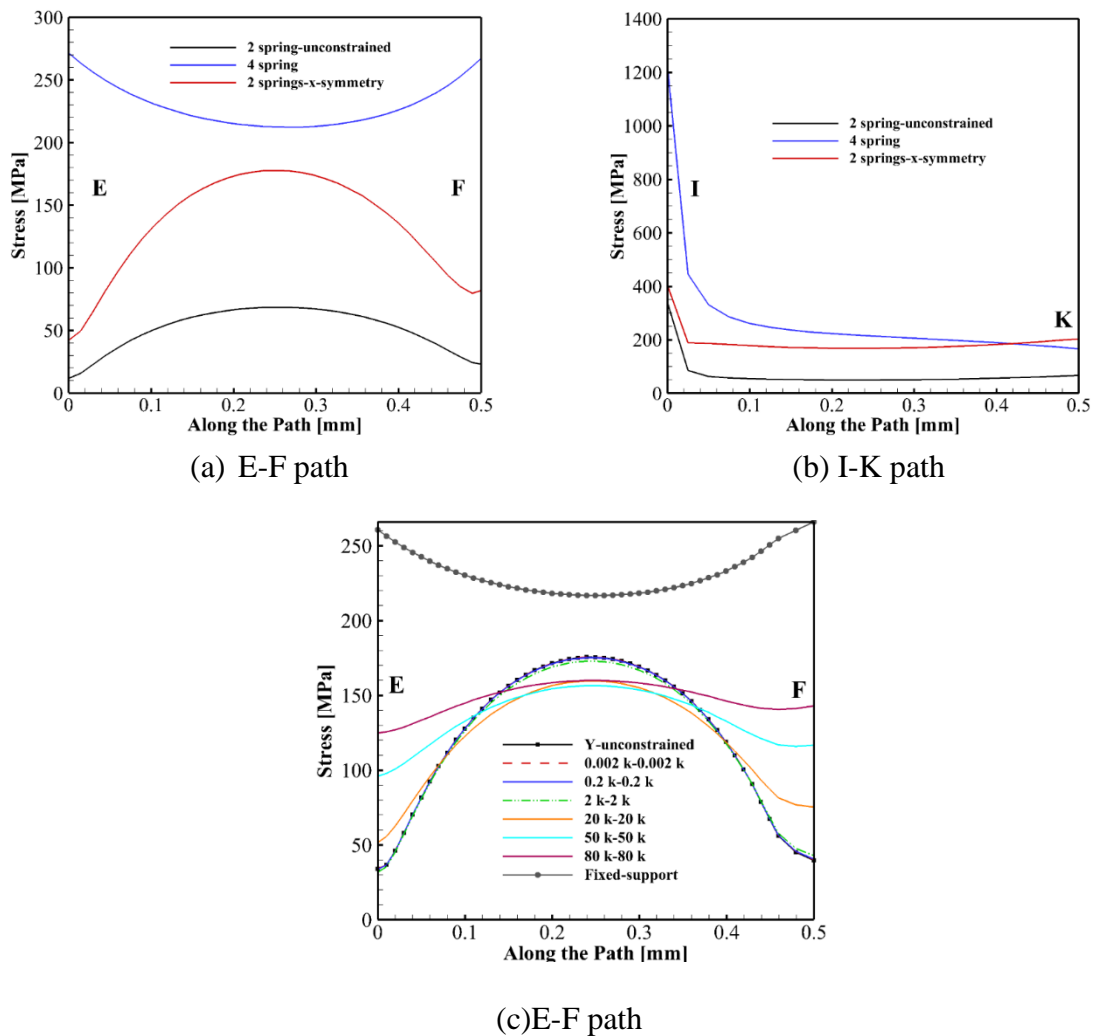 300
250
200
150
100
50
0
Stress [MPa]
2 spring-unconstrained
4 spring
2 springs-x-symmetry
E
F
0 0.1 0.2 0.3 0.4 0.5
Along the Path [mm]
(a) E-F path
1400
1200
1000
800
600
400
200
0
Stress [MPa]
2 spring-unconstrained
4 spring
2 springs-x-symmetry
I
K
0 0.1 0.2 0.3 0.4 0.5
Along the Path [mm]
(b) I-K path
250
200
150
100
50
0
Stress [MPa]
E
F
Y-unconstrained
0.002 k-0.002 k
0.2 k-0.2 k
2 k-2 k
20 k-20 k
50 k-50 k
80 k-80 k
Fixed-support
0 0.1 0.2 0.3 0.4 0.5
Along the Path [mm]
(c)E-F path